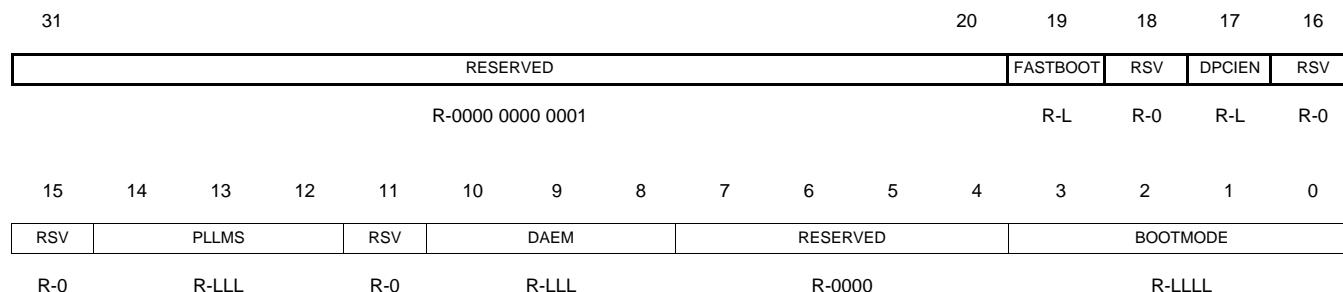 31 20 19 18 17 16
RESERVED FASTBOOT RSV DPCIEN RSV
R-0000 0000 0001 R-L R-0 R-L R-0
15 14 13 12 11 10 9 8 7 6 5 4 3 2 1 0
RSV PLLMS RSV DAEM RESERVED BOOTMODE
R-0 R-LLL R-0 R-LLL R-0000 R-LLLL